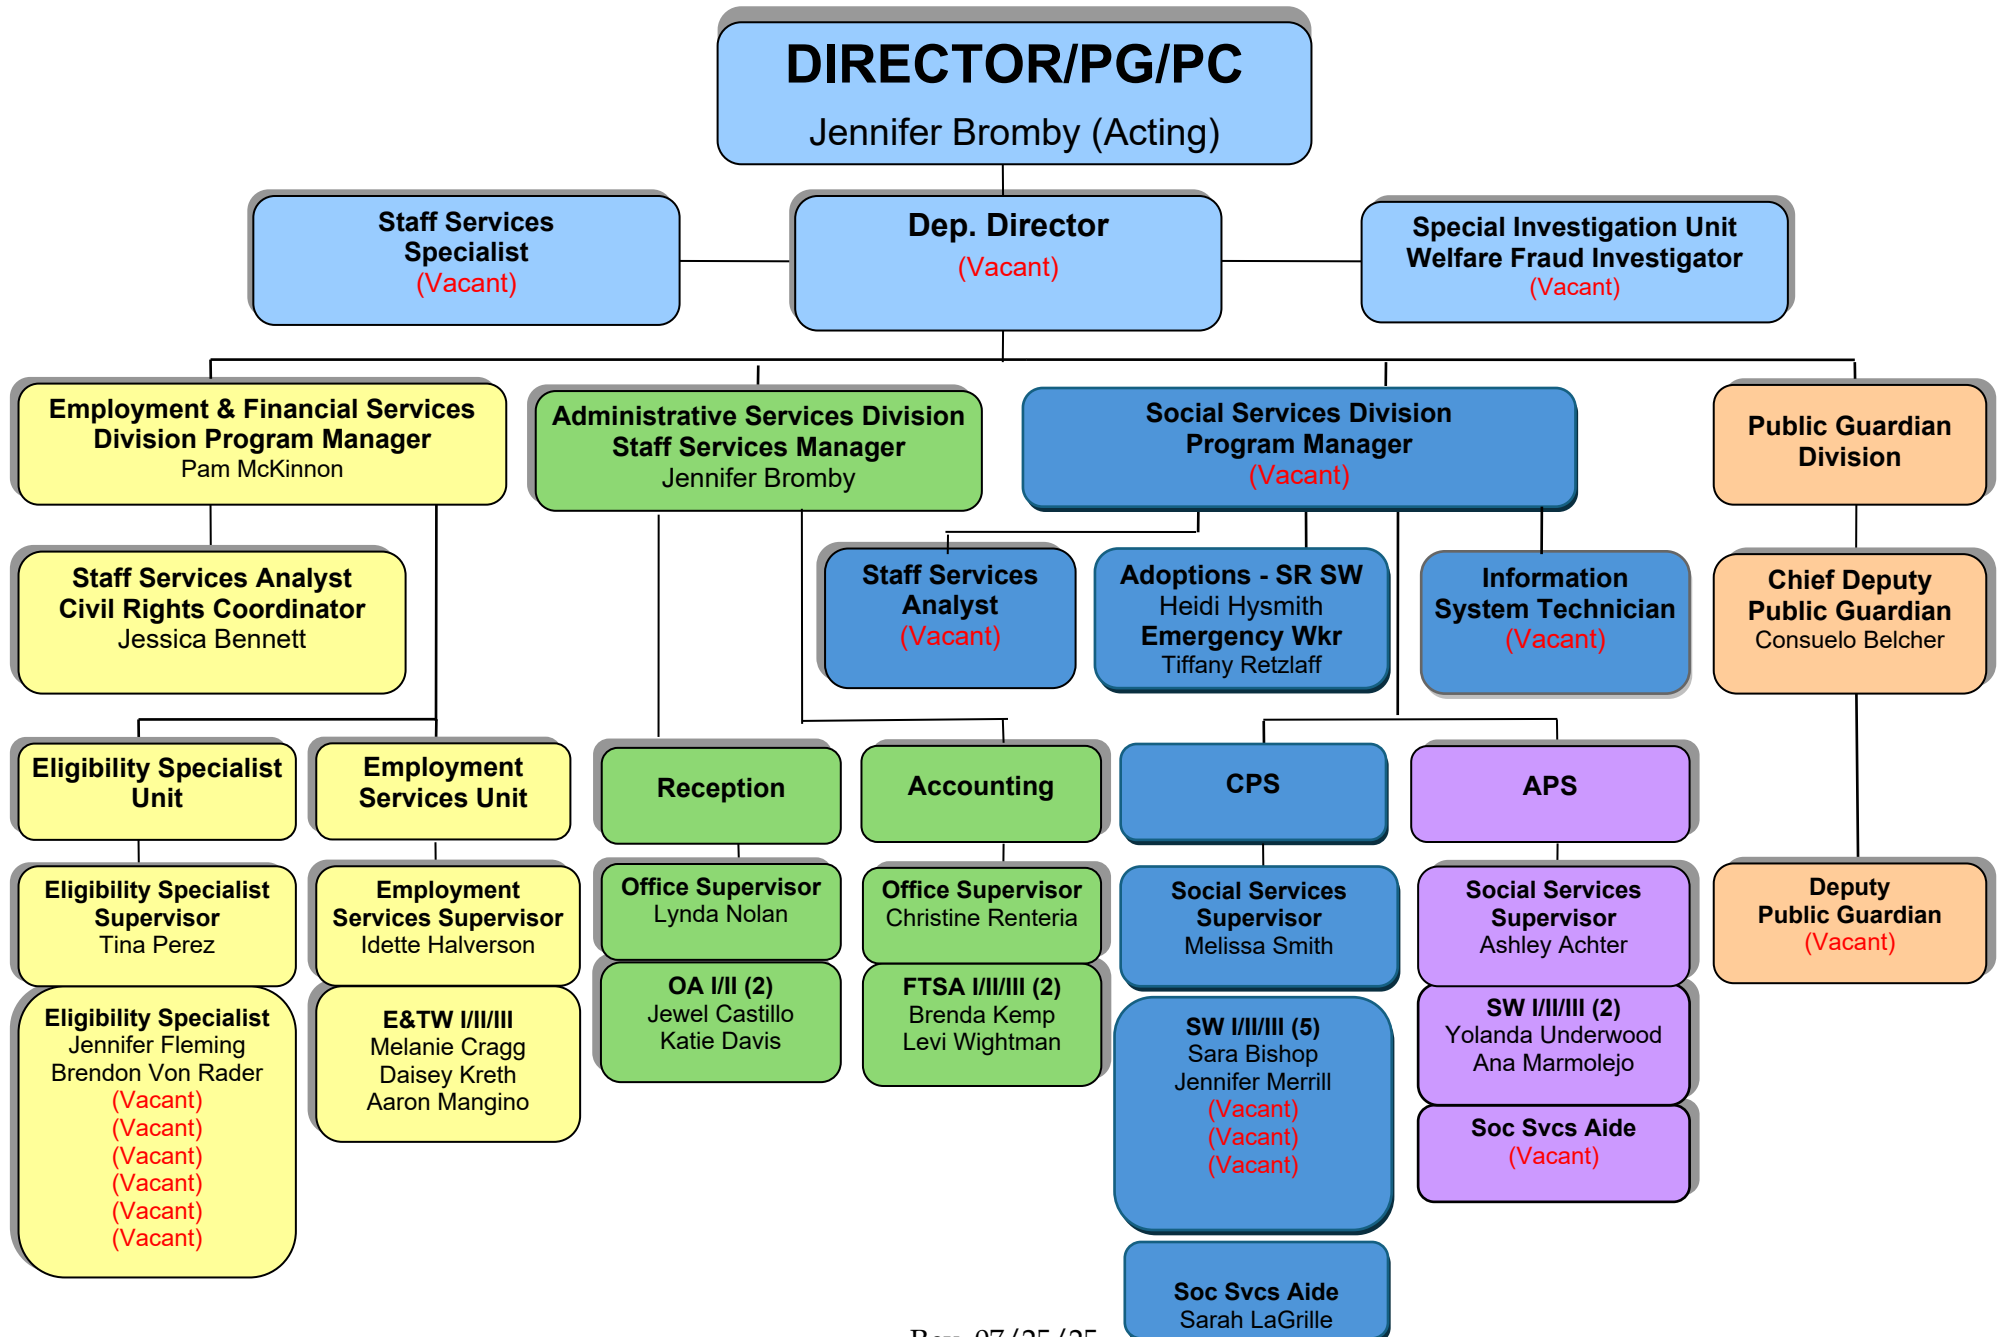 DIRECTOR/PG/PC
Jennifer Bromby (Acting)
Staff Services
Specialist
(Vacant)
Dep. Director
(Vacant)
Special Investigation Unit
Welfare Fraud Investigator
(Vacant)
Employment & Financial Services
Division Program Manager
Pam McKinnon
Administrative Services Division
Staff Services Manager
Jennifer Bromby
Social Services Division
Program Manager
(Vacant)
Public Guardian
Division
Staff Services Analyst
Civil Rights Coordinator
Jessica Bennett
Staff Services
Analyst
(Vacant)
Adoptions - SR SW
Heidi Hysmith
Emergency Wkr
Tiffany Retzlaff
Information
System Technician
(Vacant)
Chief Deputy
Public Guardian
Consuelo Belcher
Eligibility Specialist
Unit
Employment
Services Unit
Reception
Accounting
CPS
APS
Eligibility Specialist
Supervisor
Tina Perez
Employment
Services Supervisor
Idette Halverson
Office Supervisor
Lynda Nolan
Office Supervisor
Christine Renteria
Social Services
Supervisor
Melissa Smith
Social Services
Supervisor
Ashley Achter
Deputy
Public Guardian
(Vacant)
Eligibility Specialist
Jennifer Fleming
Brendon Von Rader
(Vacant)
(Vacant)
(Vacant)
(Vacant)
(Vacant)
(Vacant)
E&TW I/II/III
Melanie Cragg
Daisey Kreth
Aaron Mangino
OA I/II (2)
Jewel Castillo
Katie Davis
FTSA I/II/III (2)
Brenda Kemp
Levi Wightman
SW I/II/III (5)
Sara Bishop
Jennifer Merrill
(Vacant)
(Vacant)
(Vacant)
SW I/II/III (2)
Yolanda Underwood
Ana Marmolejo
Soc Svcs Aide
(Vacant)
Soc Svcs Aide
Sarah LaGrille
Rev. 07/25/25